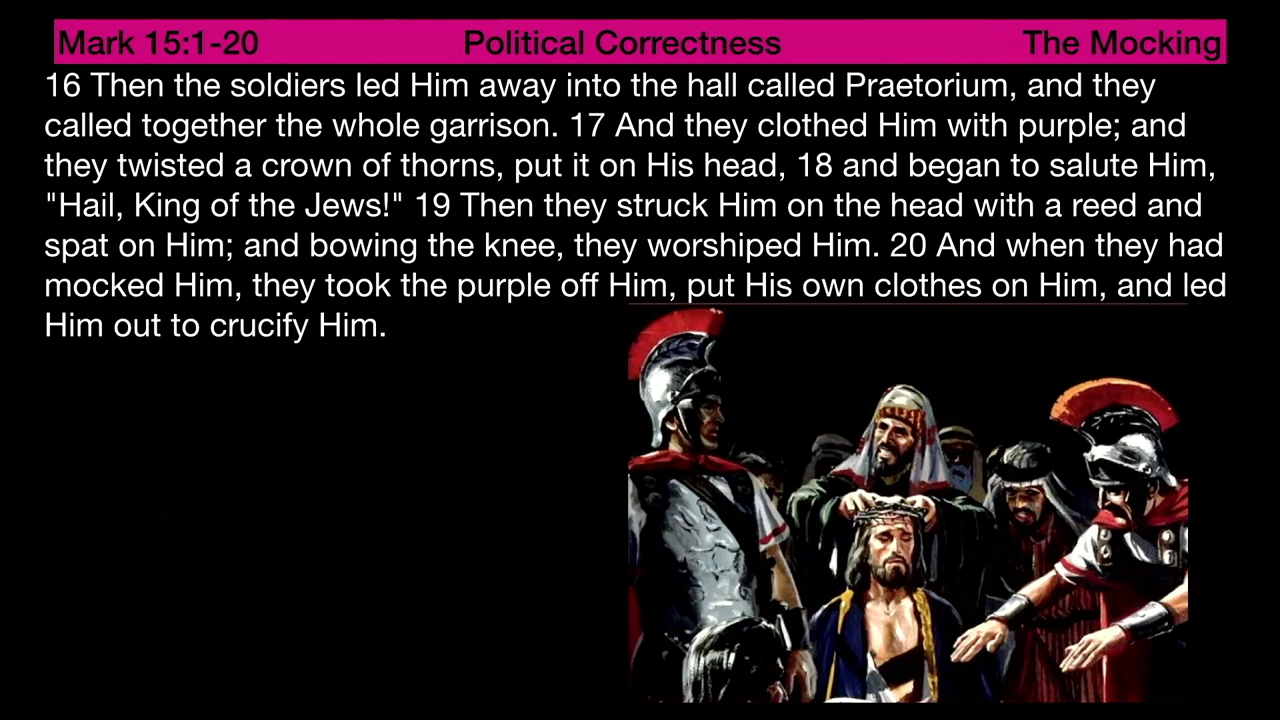 Mark 15:1-20 Political Correctness The Mocking
16 Then the soldiers led Him away into the hall called Praetorium, and they
called together the whole garrison. 17 And they clothed Him with purple; and
they twisted a crown of thorns, put it on His head, 18 and began to salute Him,
"Hail, King of the Jews!" 19 Then they struck Him on the head with a reed and
spat on Him; and bowing the knee, they worshiped Him. 20 And when they had
mocked Him, they took the purple off Him, put His own clothes on Him, and led
Him out to crucify Him.